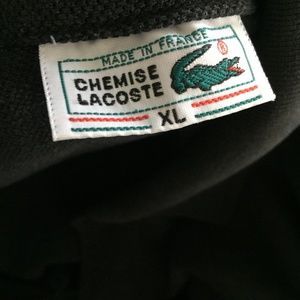 MADE IN FRANCE
CHEMISE
LACOSTE
®
XL